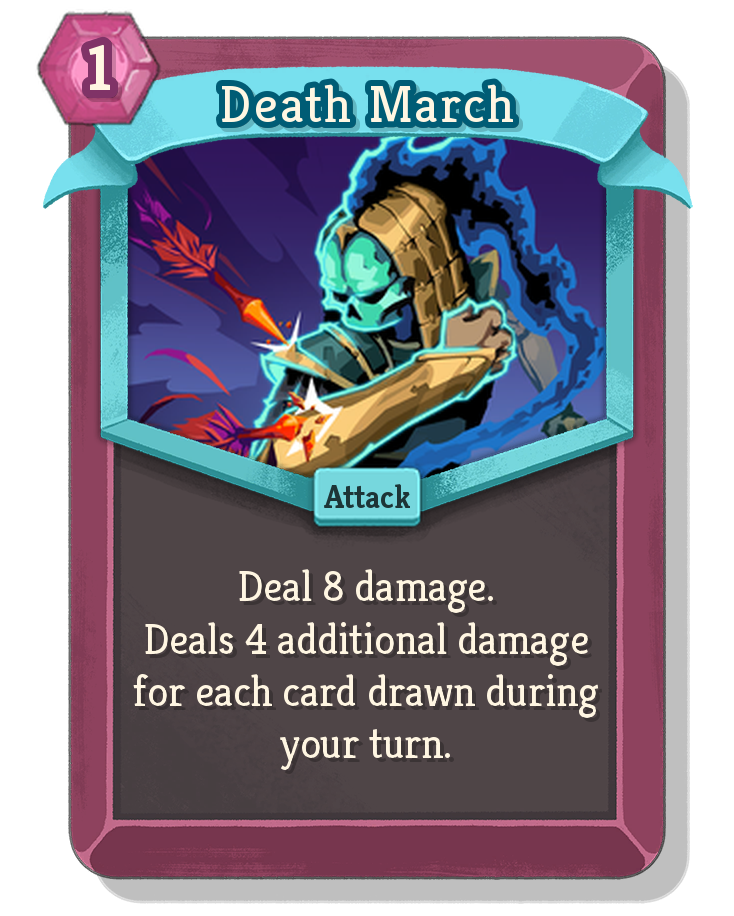 1
Death March
Attack
Deal 8 damage.
Deals 4 additional damage
for each card drawn during
your turn.